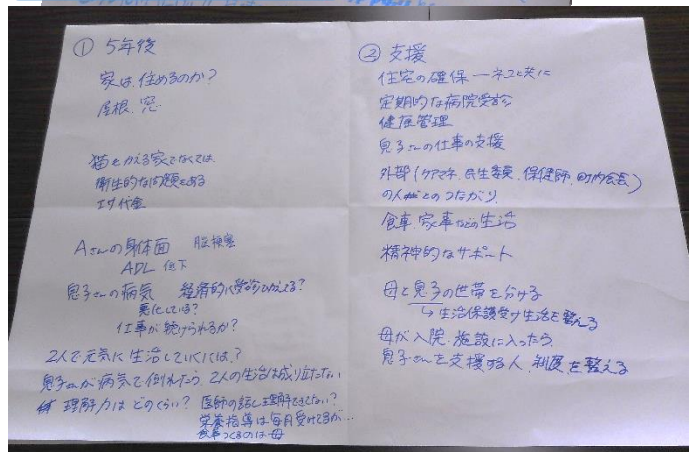 ① 5年後
家は、住めるのか？
屋根、窓
猫をかえる家でなくては
衛生的な問題もある
エサ代金
Aさんの身体面 脳梗塞
ADL 低下
息子さんの病気 経済的に受診ひかえてる？
悪化している？
仕事が続けられるか？
2人で元気に生活していくには、？
息子さんが病気で倒れたら、2人の生活は成り立たない
理解力はどのくらい？ 医師の話し理解できてない？
栄養指導は毎月受けてるが…
食事つくるのは母
② 支援
住宅の確保 ― ネコと共に
定期的な病院受診
健康管理
息子さんの仕事の支援
外部（ケアマネ、民生委員、保健師、町内会長）
の人とのつながり、
食事、家事などの生活
精神的なサポート
母と息子の世帯を分ける
→生活保護受け生活を整える
母が入院・施設に入ったら、
息子さんを支援する人、制度を整える